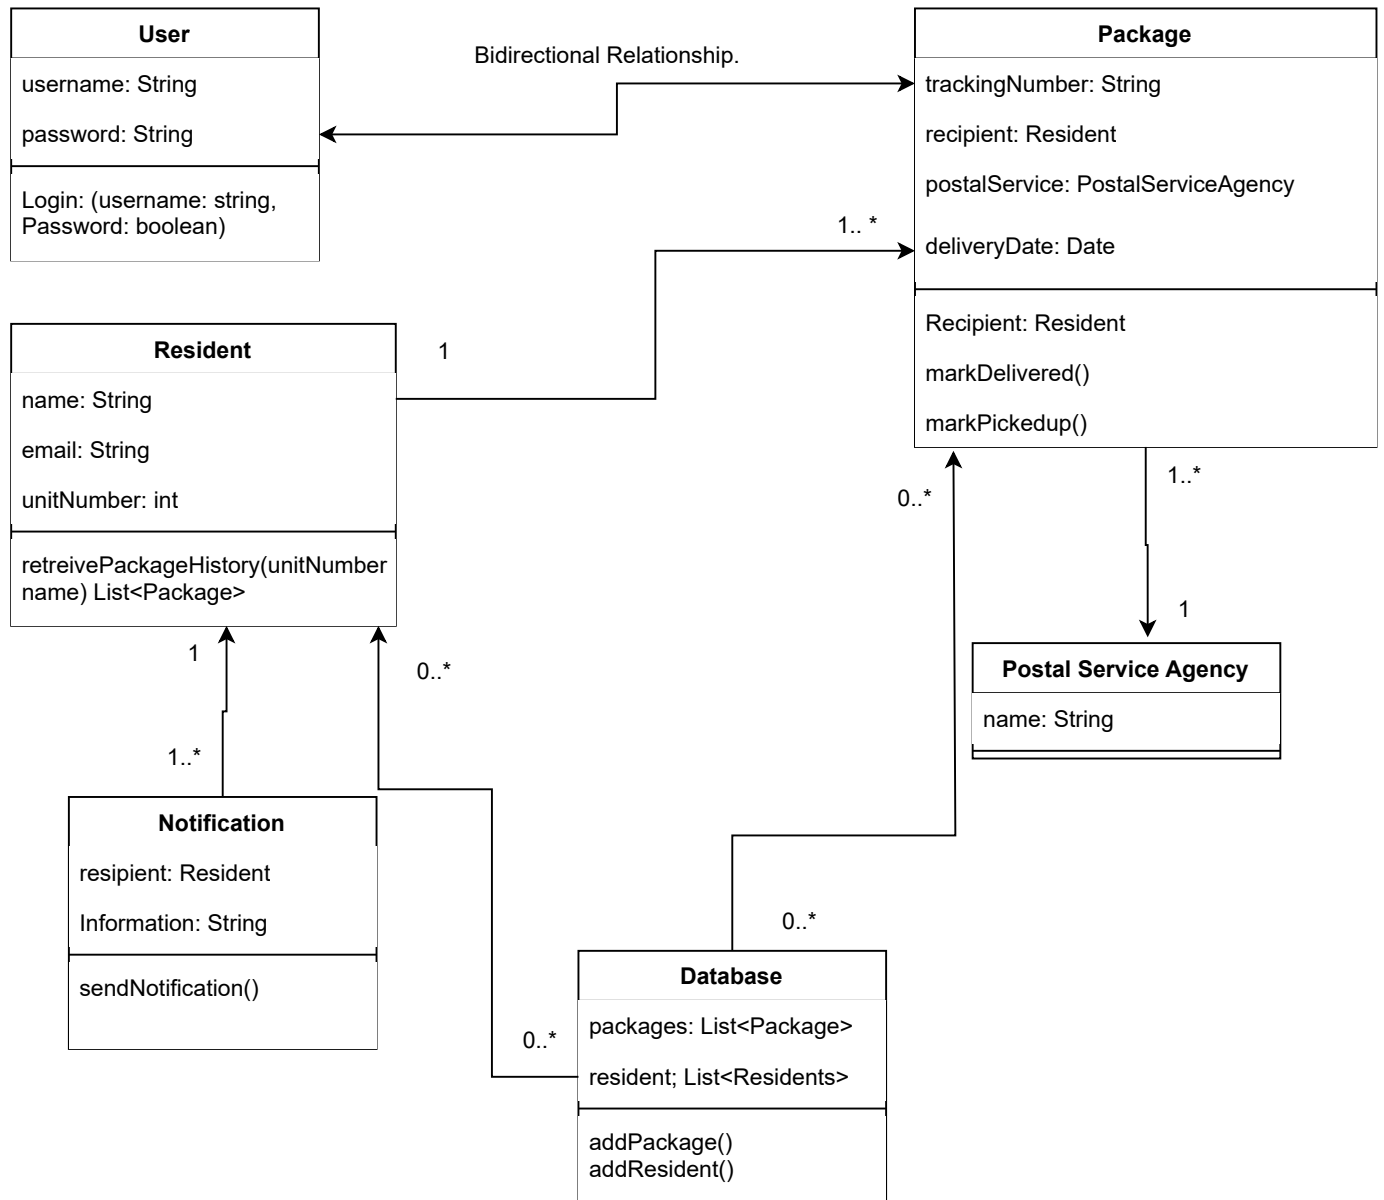 User
username: String
password: String
Login: (username: string,
Password: boolean)
Bidirectional Relationship.
Package
trackingNumber: String
recipient: Resident
postalService: PostalServiceAgency
deliveryDate: Date
Recipient: Resident
markDelivered()
markPickedup()
1.. *
1
Resident
name: String
email: String
unitNumber: int
retreivePackageHistory(unitNumber
name) List<Package>
0..*
1..*
1
Postal Service Agency
name: String
1
0..*
1..*
Notification
resipient: Resident
Information: String
sendNotification()
0..*
0..*
Database
packages: List<Package>
resident; List<Residents>
addPackage()
addResident()